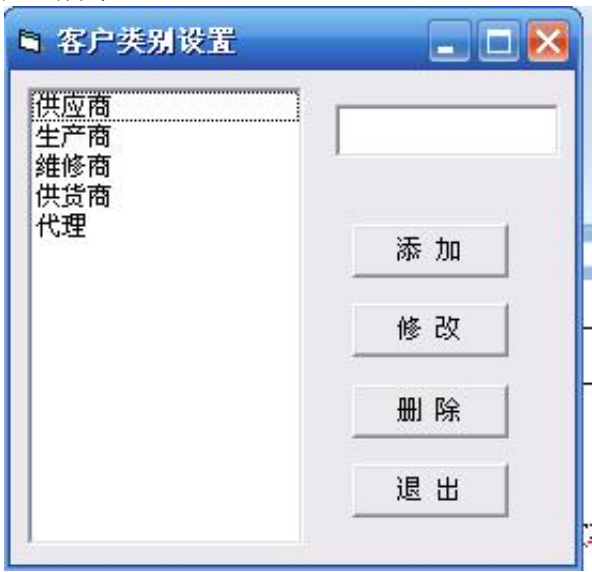 客户类别设置
供应商
生产商
維修商
供货商
代理
添 加
修 改
删 除
退 出